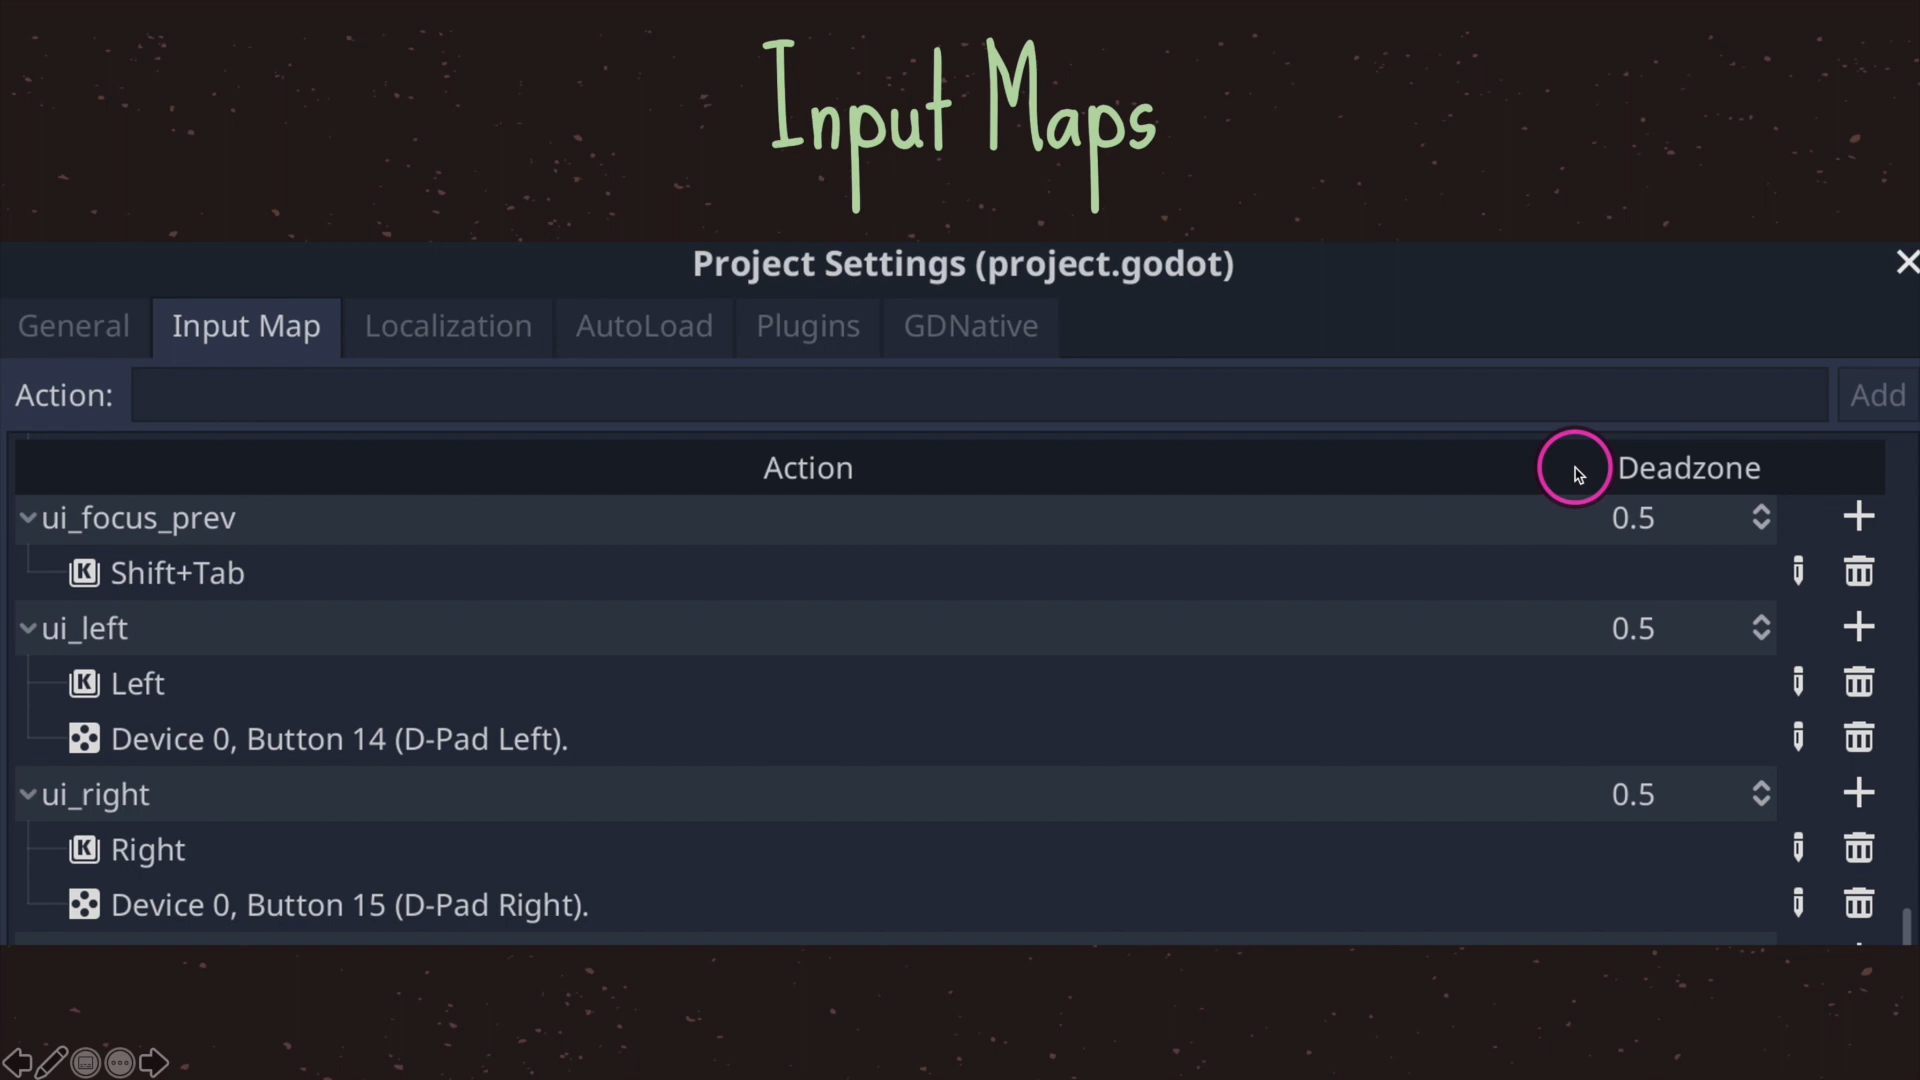 Input Maps
Project Settings (project.godot)
General Input Map Localization AutoLoad Plugins GDNative
Action: Add
Action Deadzone
ui_focus_prev 0.5
Shift+Tab
ui_left 0.5
Left
Device 0, Button 14 (D-Pad Left).
ui_right 0.5
Right
Device 0, Button 15 (D-Pad Right).